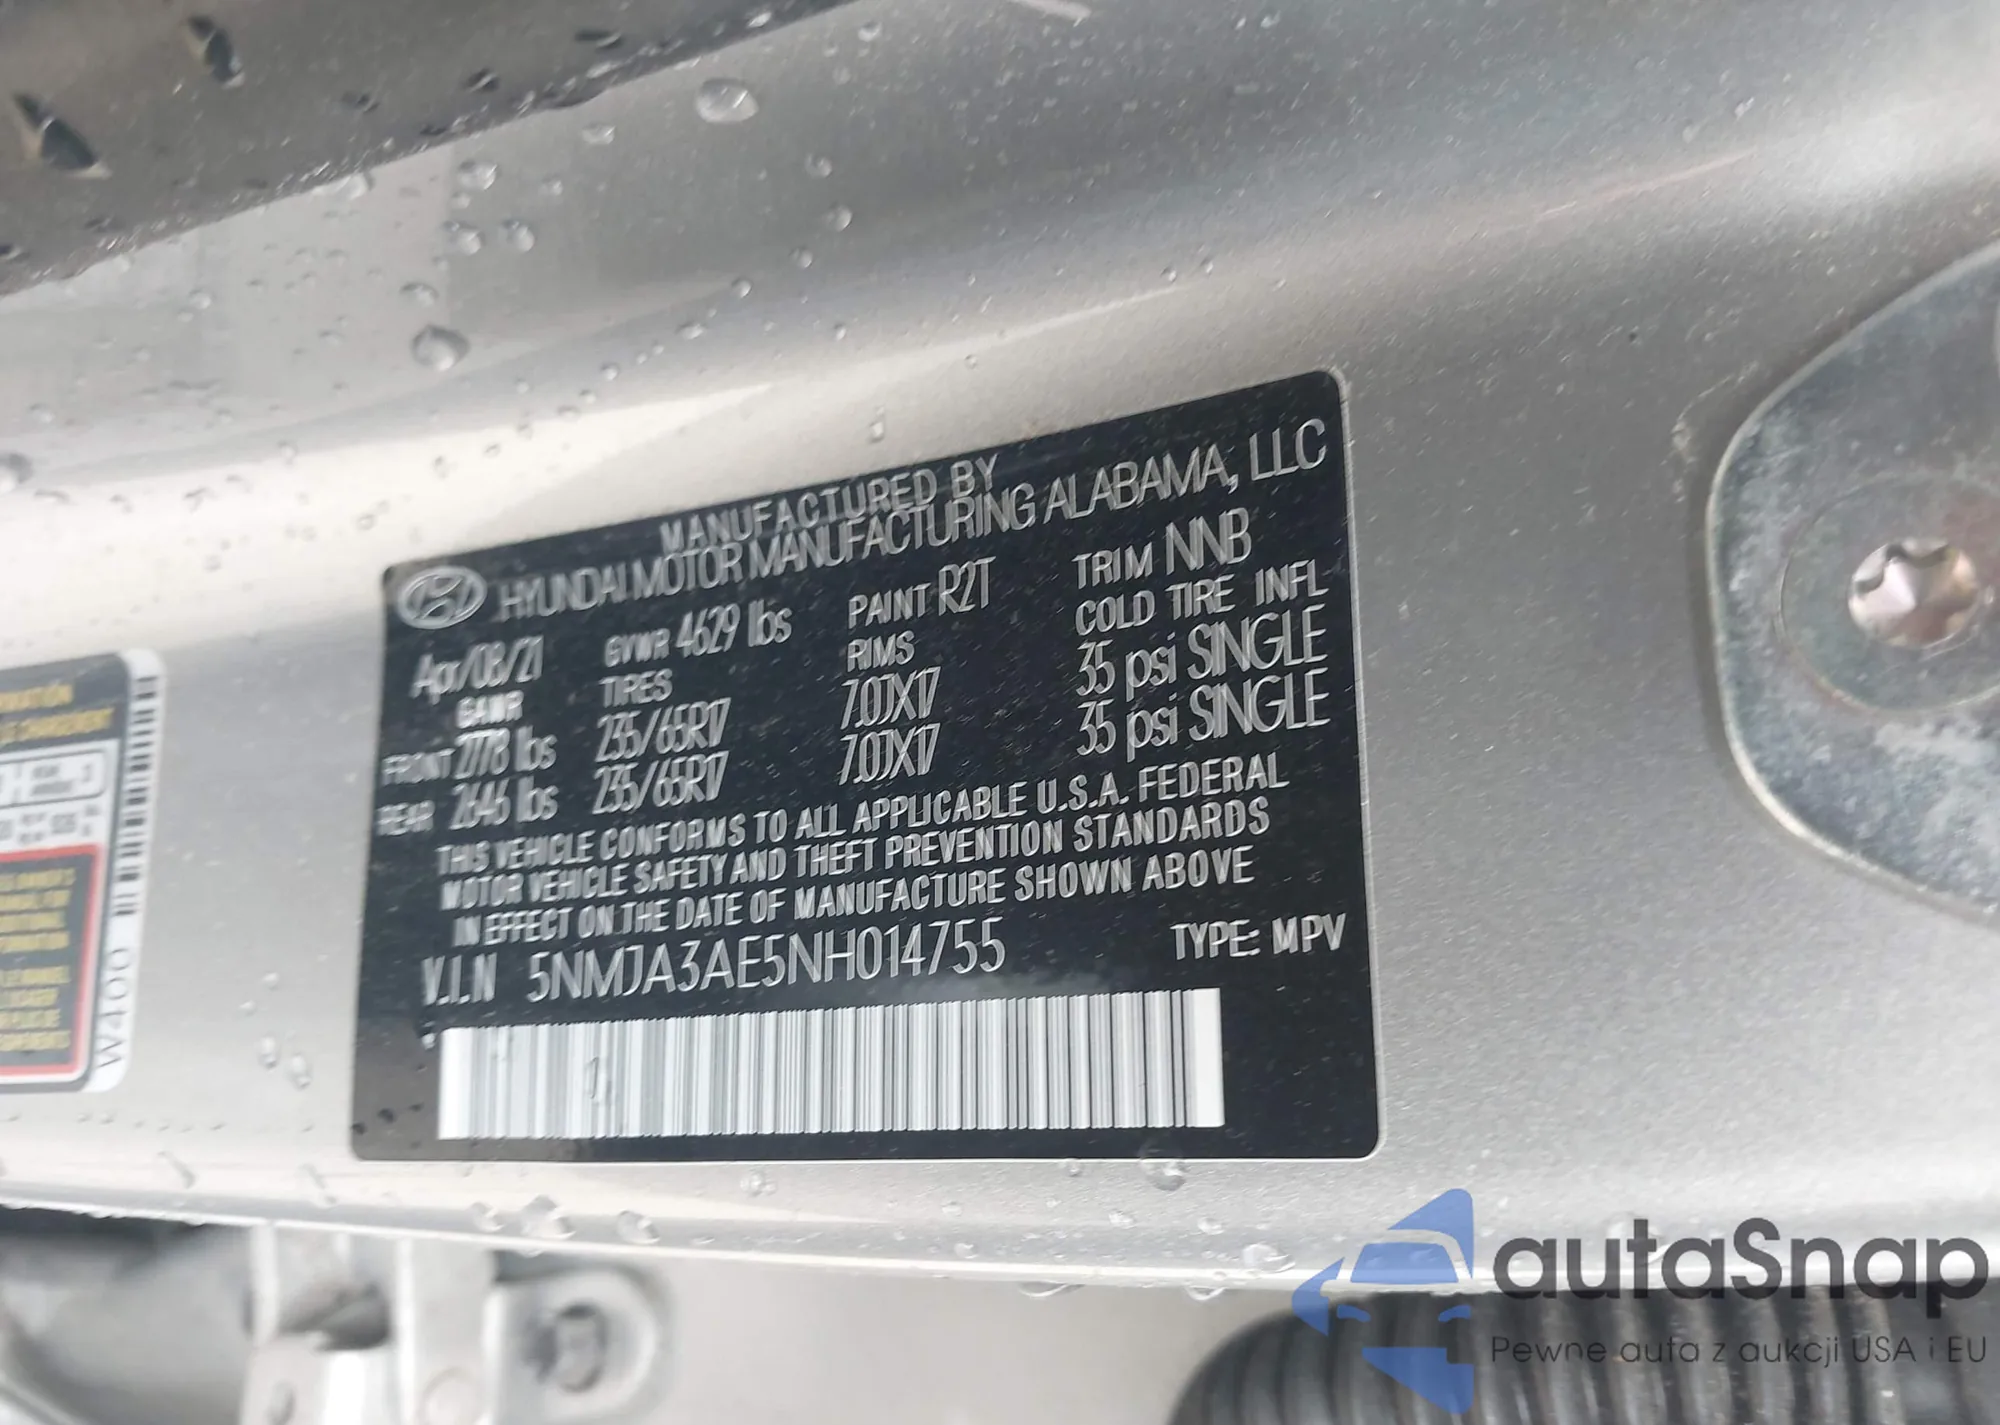 MANUFACTURED BY
HYUNDAI MOTOR MANUFACTURING ALABAMA, LLC
Apr/08/21 GVWR 4629 lbs PAINT R2T TRIM NNB
GAWR TIRES RIMS COLD TIRE INFL
FRONT 2778 lbs 235/65R17 7.0JX17 35 psi SINGLE
REAR 2646 lbs 235/65R17 7.0JX17 35 psi SINGLE
THIS VEHICLE CONFORMS TO ALL APPLICABLE U.S.A. FEDERAL
MOTOR VEHICLE SAFETY AND THEFT PREVENTION STANDARDS
IN EFFECT ON THE DATE OF MANUFACTURE SHOWN ABOVE
V.I.N 5NMJA3AE5NH014755 TYPE: MPV
W400
autaSnap
Pewne auta z aukcji USA i EU